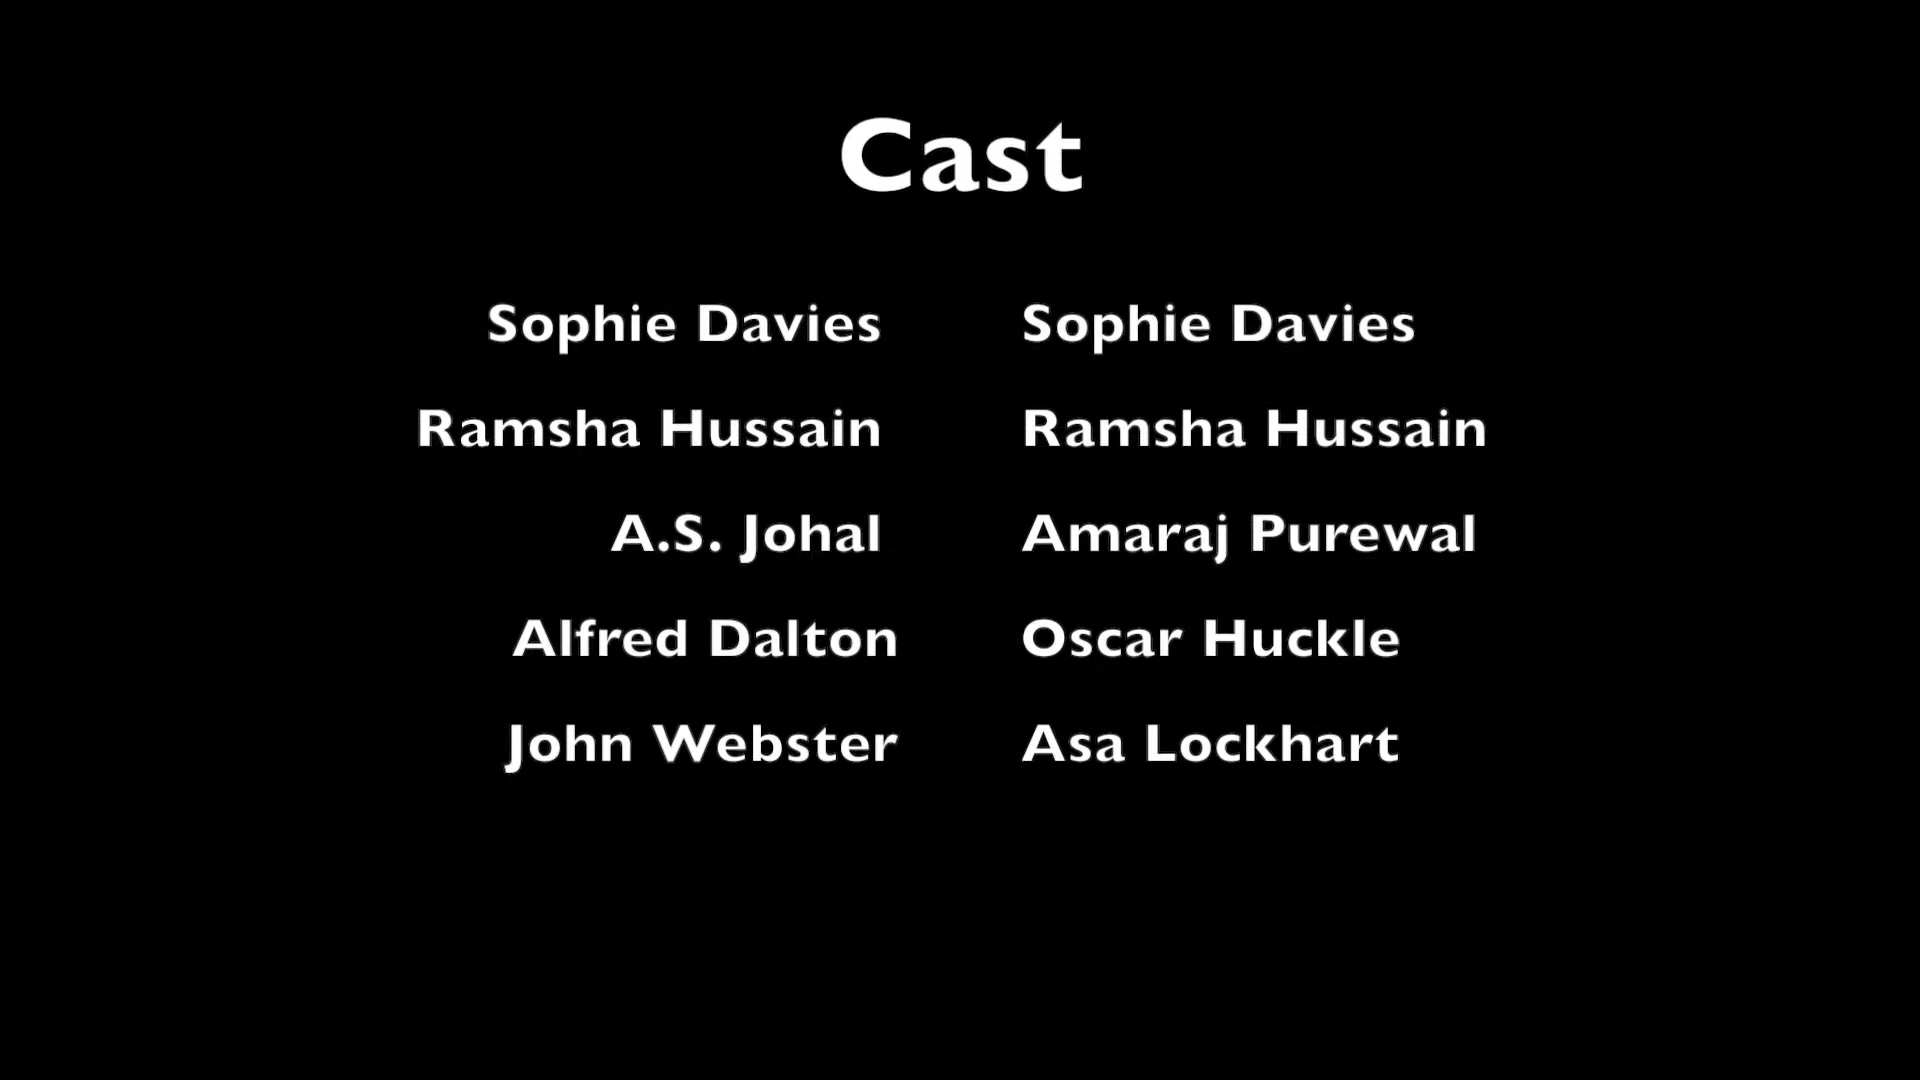 Cast
Sophie Davies Sophie Davies
Ramsha Hussain Ramsha Hussain
A.S. Johal Amaraj Purewal
Alfred Dalton Oscar Huckle
John Webster Asa Lockhart